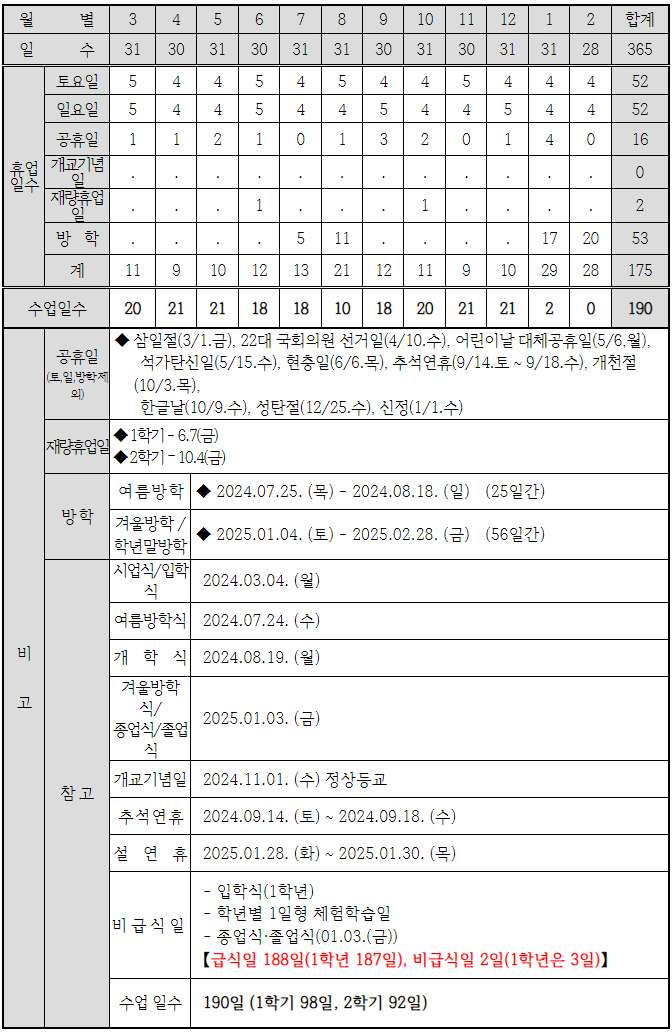 월 별 3 4 5 6 7 8 9 10 11 12 1 2 합계
일 수 31 30 31 30 31 31 30 31 30 31 31 28 365
휴업
일수
토요일 5 4 4 5 4 5 4 4 5 4 4 4 52
일요일 5 4 4 5 4 4 5 4 4 5 4 4 52
공휴일 1 1 2 1 0 1 3 2 0 1 4 0 16
개교기념
일 . . . . . . . . . . . . 0
재량휴업
일 . . . 1 . . . 1 . . . . 2
방 학 . . . . 5 11 . . . . 17 20 53
계 11 9 10 12 13 21 12 11 9 10 29 28 175
수업일수 20 21 21 18 18 10 18 20 21 21 2 0 190
비
고
공휴일
(토,일,방학제
외)
◆ 삼일절(3/1.금), 22대 국회의원 선거일(4/10.수), 어린이날 대체공휴일(5/6,월),
석가탄신일(5/15.수), 현충일(6/6.목), 추석연휴(9/14.토 ~ 9/18.수), 개천절
(10/3.목),
한글날(10/9.수), 성탄절(12/25.수), 신정(1/1.수)
재량휴업일
◆ 1학기 - 6.7(금)
◆ 2학기 - 10.4(금)
방 학
여름방학 ◆ 2024.07.25. (목) - 2024.08.18. (일) (25일간)
겨울방학 /
학년말방학
◆ 2025.01.04. (토) - 2025.02.28. (금) (56일간)
참 고
시업식/입학
식
2024.03.04. (월)
여름방학식 2024.07.24. (수)
개 학 식 2024.08.19. (월)
겨울방학
식/
종업식/졸업
식
2025.01.03. (금)
개교기념일 2024.11.01. (수) 정상등교
추석연휴 2024.09.14. (토) ~ 2024.09.18. (수)
설 연 휴 2025.01.28. (화) ~ 2025.01.30. (목)
비 급 식 일
- 입학식(1학년)
- 학년별 1일형 체험학습일
- 종업식·졸업식(01.03.(금))
【급식일 188일(1학년 187일), 비급식일 2일(1학년은 3일)】
수업 일수 190일 (1학기 98일, 2학기 92일)